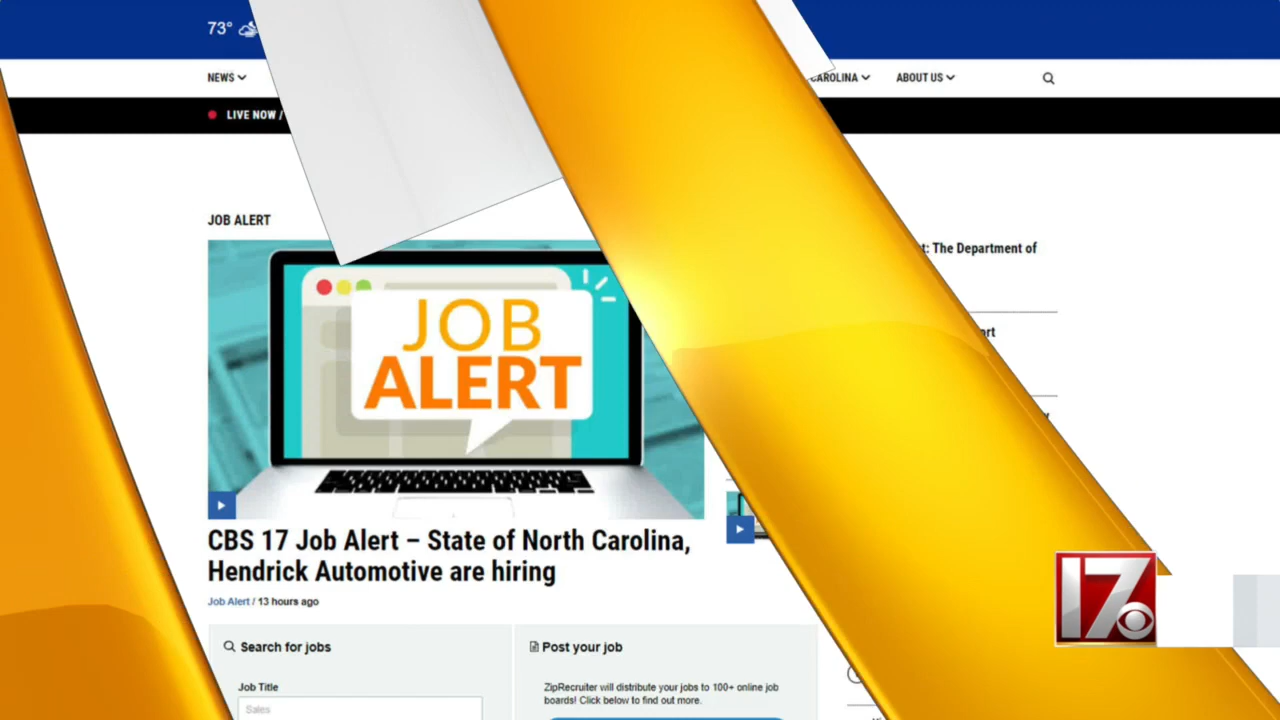 73°
NEWS
CAROLINA
ABOUT US
LIVE NOW /
JOB ALERT
The Department of
JOB
ALERT
CBS 17 Job Alert – State of North Carolina,
Hendrick Automotive are hiring
Job Alert / 13 hours ago
Search for jobs
Post your job
Job Title
Sales
ZipRecruiter will distribute your jobs to 100+ online job
boards! Click below to find out more.
17